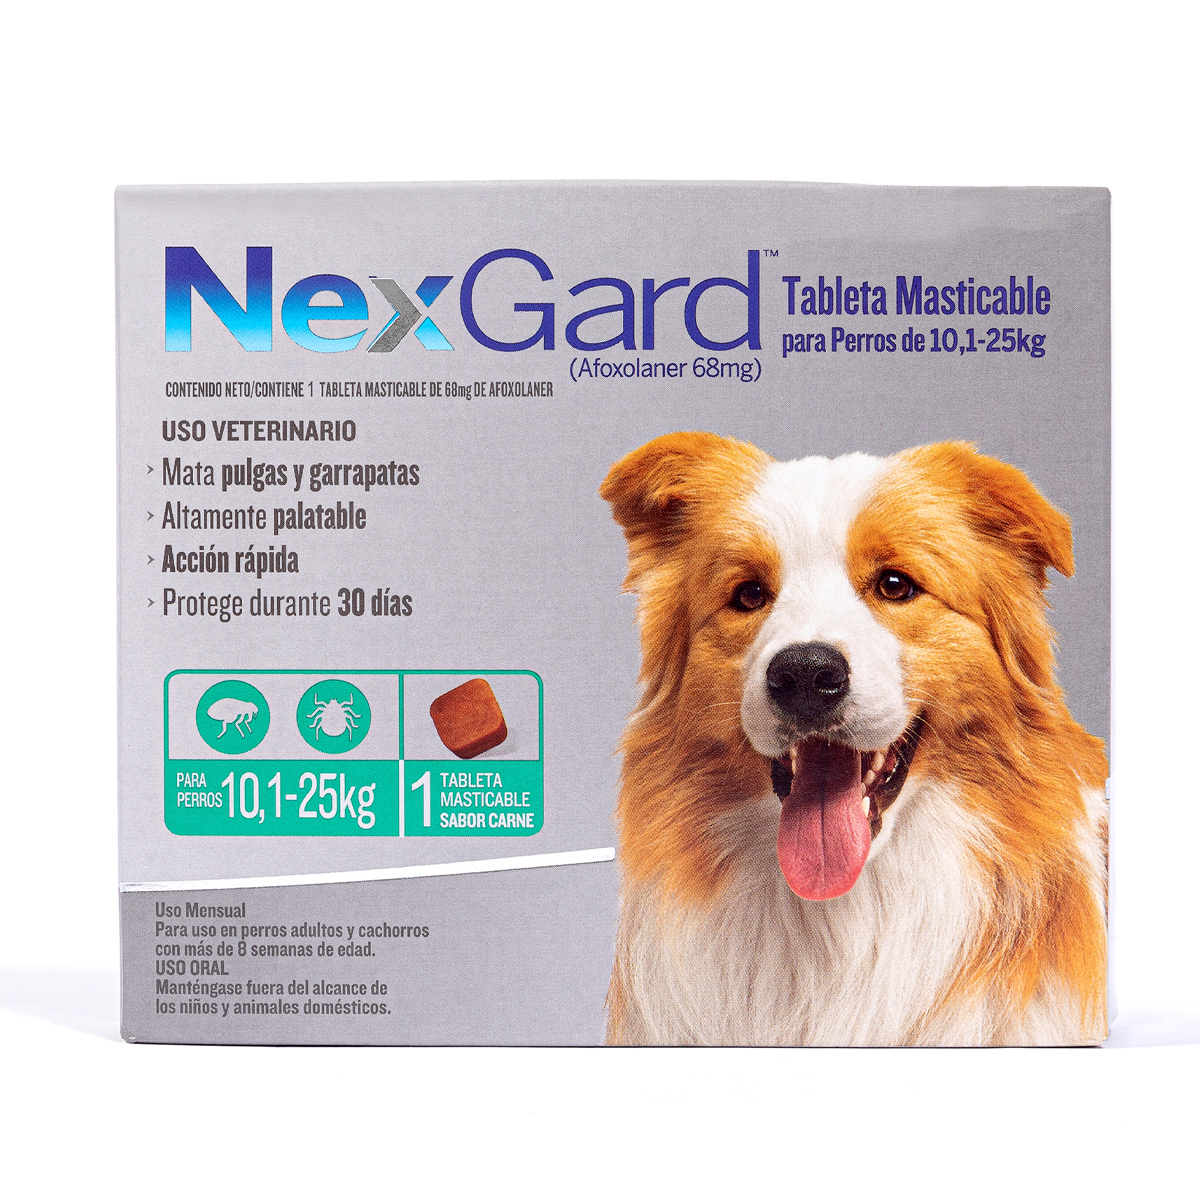 NexGard™
Tableta Masticable
para Perros de 10,1-25kg
(Afoxolaner 68mg)
CONTENIDO NETO/CONTIENE 1 TABLETA MASTICABLE DE 68mg DE AFOXOLANER
USO VETERINARIO
› Mata pulgas y garrapatas
› Altamente palatable
› Acción rápida
› Protege durante 30 días
PARA
PERROS 10,1-25kg
1 TABLETA
MASTICABLE
SABOR CARNE
Uso Mensual
Para uso en perros adultos y cachorros
con más de 8 semanas de edad.
USO ORAL
Manténgase fuera del alcance de
los niños y animales domésticos.